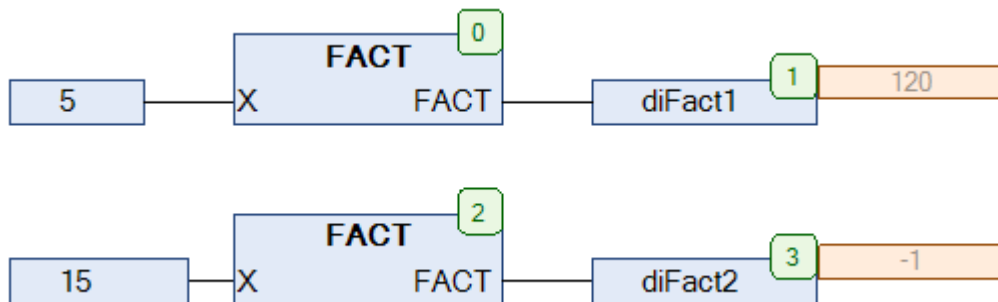 FACT 0
5 X FACT diFact1 1 120
FACT 2
15 X FACT diFact2 3 -1